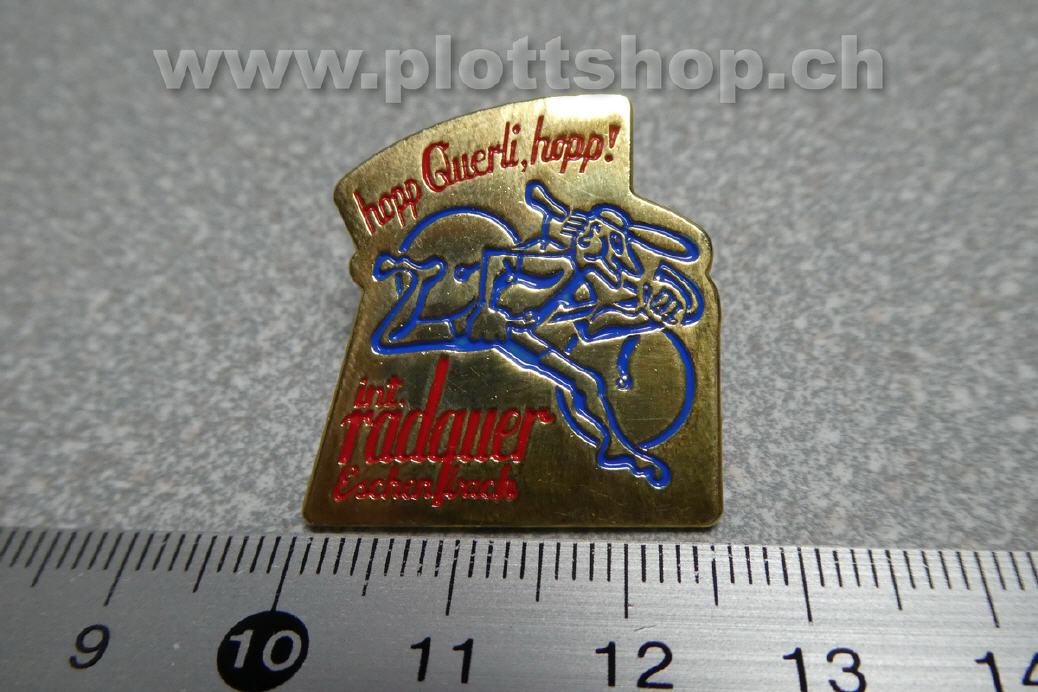 www.plottshop.ch
hopp Querli, hopp!
int.
radquer
Eschenbach
9 10 11 12 13 14